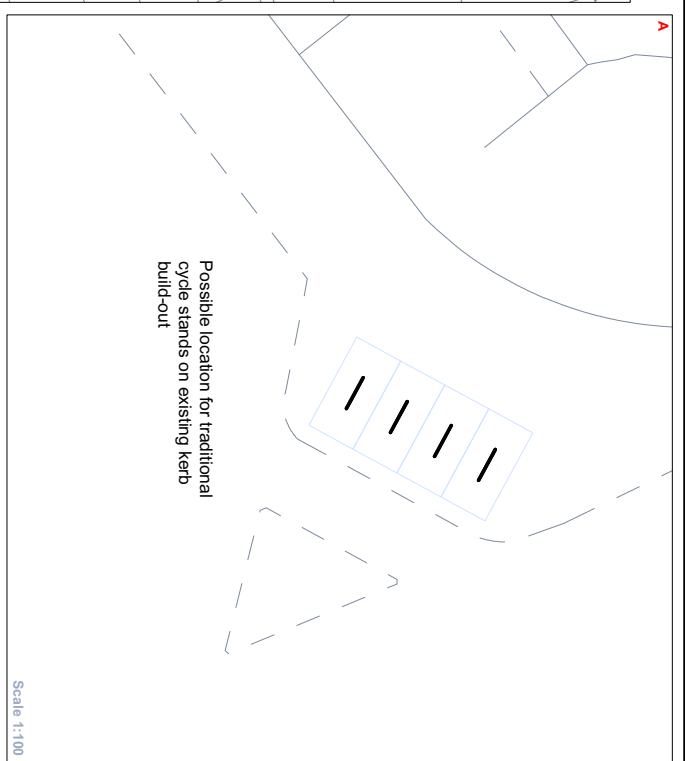 A
Possible location for traditional
cycle stands on existing kerb
build-out
Scale 1:100